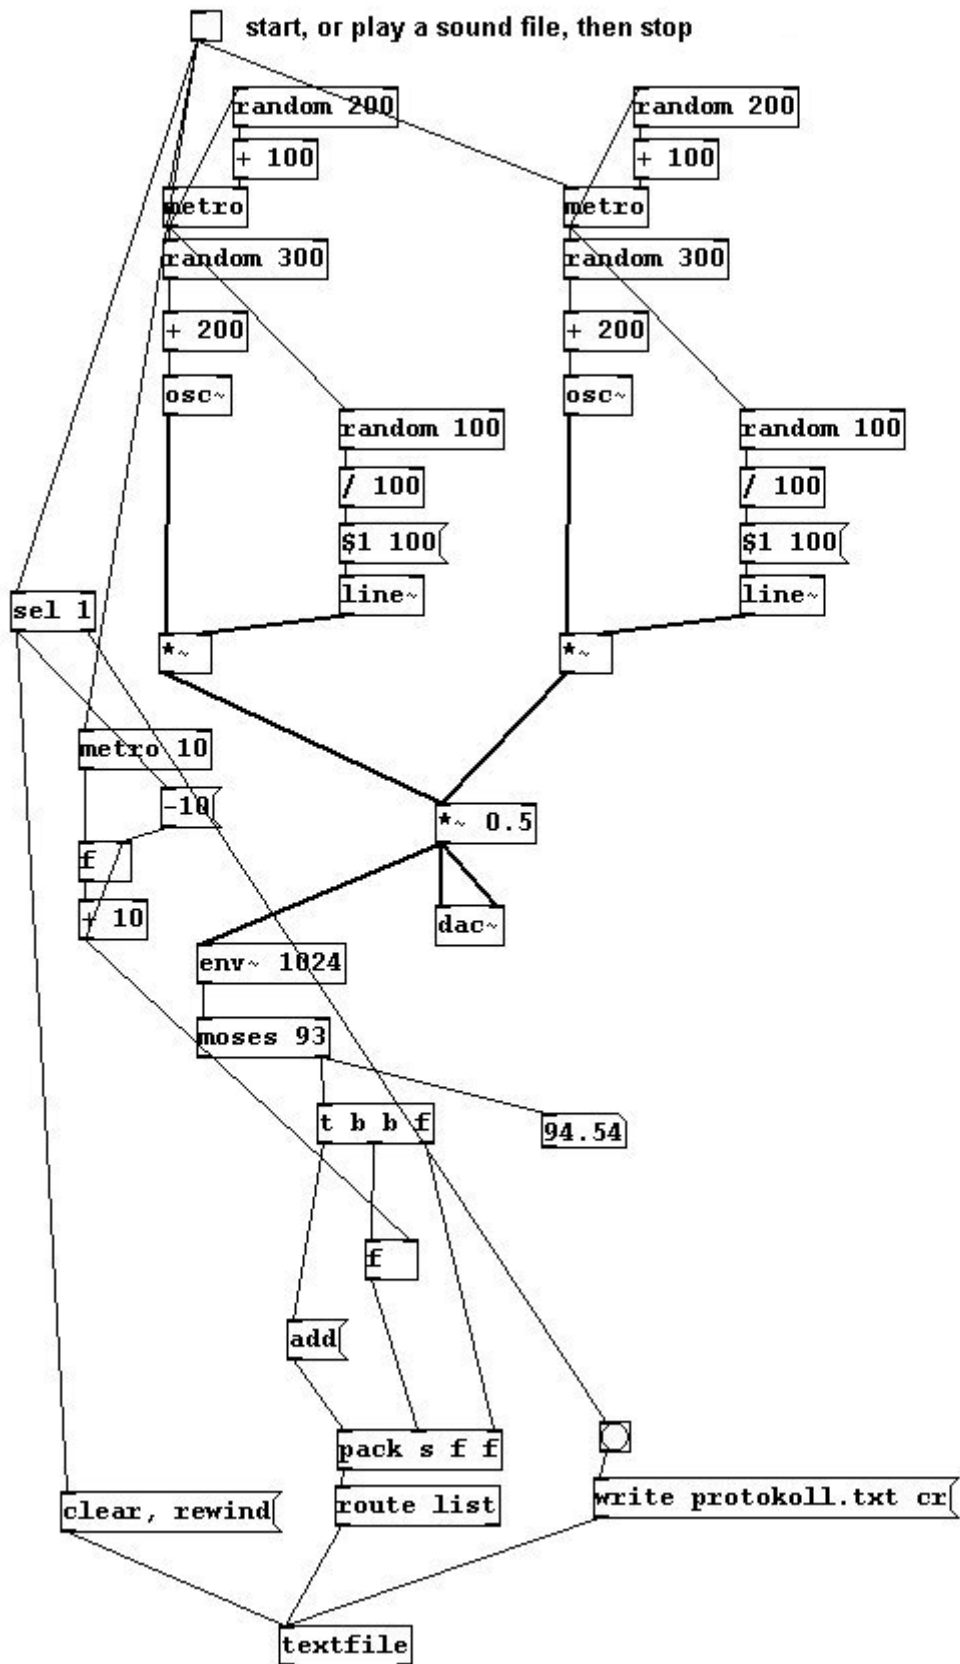 start, or play a sound file, then stop
random 200
random 200
+ 100
+ 100
metro
metro
random 300
random 300
+ 200
+ 200
osc~
osc~
random 100
random 100
/ 100
/ 100
$1 100
$1 100
line~
line~
sel 1
*~
*~
metro 10
-10
*~ 0.5
f
+ 10
dac~
env~ 1024
moses 93
t b b f
94.54
f
add
pack s f f
write protokoll.txt cr
clear, rewind
route list
textfile